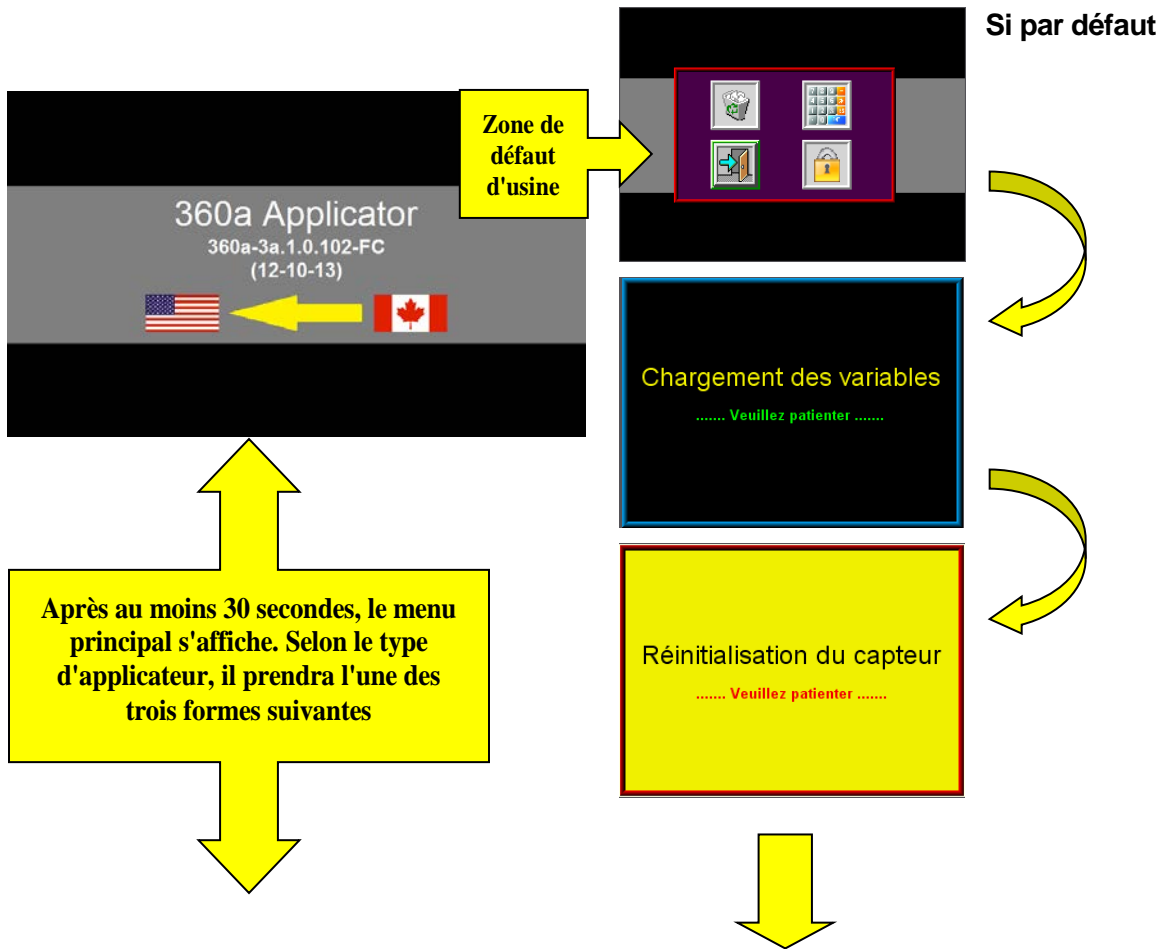 Si par défaut
Zone de
défaut
d'usine
360a Applicator
360a-3a.1.0.102-FC
(12-10-13)
Chargement des variables
....... Veuillez patienter .......
Après au moins 30 secondes, le menu
principal s'affiche. Selon le type
d'applicateur, il prendra l'une des
trois formes suivantes
Réinitialisation du capteur
....... Veuillez patienter .......